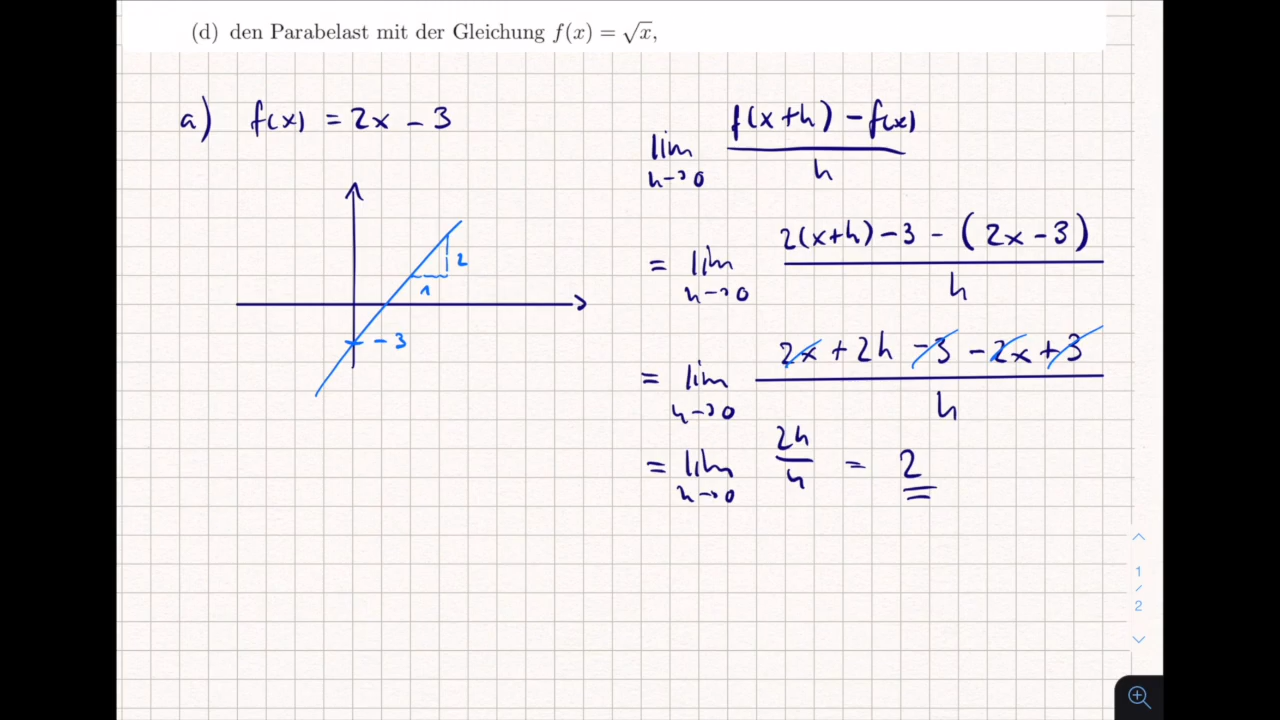 (d) den Parabelast mit der Gleichung f(x) = √x,
a) f(x) = 2x - 3
2
1
- 3
lim h→0 (f(x+h) - f(x))/h
= lim h→0 (2(x+h) - 3 - (2x - 3))/h
= lim h→0 (2x + 2h - 3 - 2x + 3)/h
= lim h→0 2h/h = 2
1
/
2